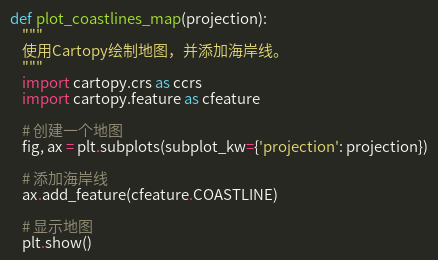 def plot_coastlines_map(projection):
"""
使用Cartopy绘制地图，并添加海岸线。
"""
import cartopy.crs as ccrs
import cartopy.feature as cfeature
# 创建一个地图
fig, ax = plt.subplots(subplot_kw={'projection': projection})
# 添加海岸线
ax.add_feature(cfeature.COASTLINE)
# 显示地图
plt.show()